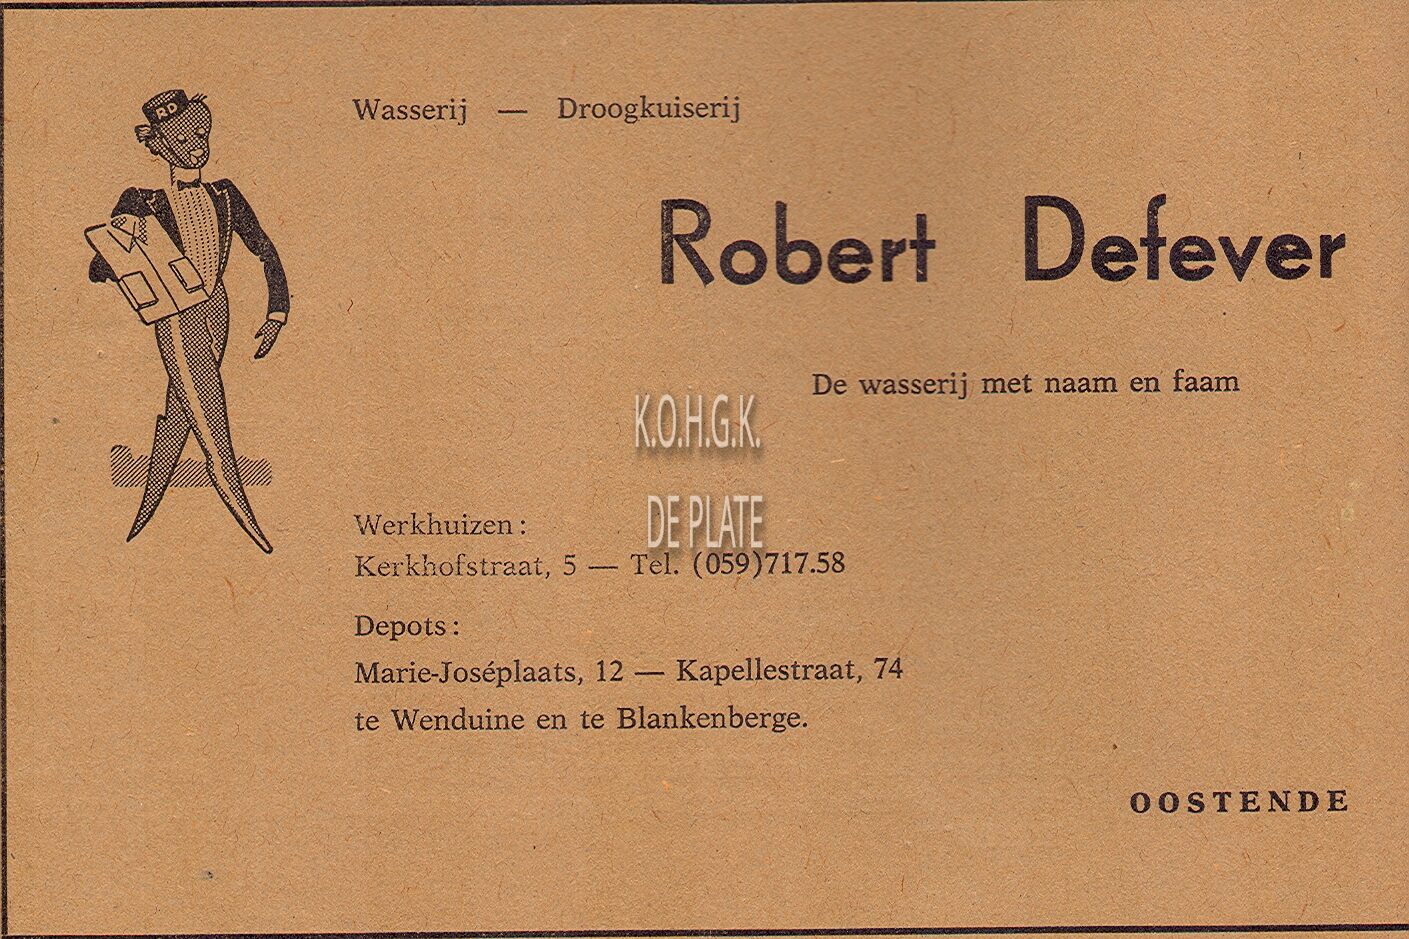 RD
Wasserij — Droogkuiserij
Robert Defever
De wasserij met naam en faam
K.O.H.G.K.
DE PLATE
Werkhuizen:
Kerkhofstraat, 5 — Tel. (059)717.58
Depots:
Marie-Joséplaats, 12 — Kapellestraat, 74
te Wenduine en te Blankenberge.
OOSTENDE